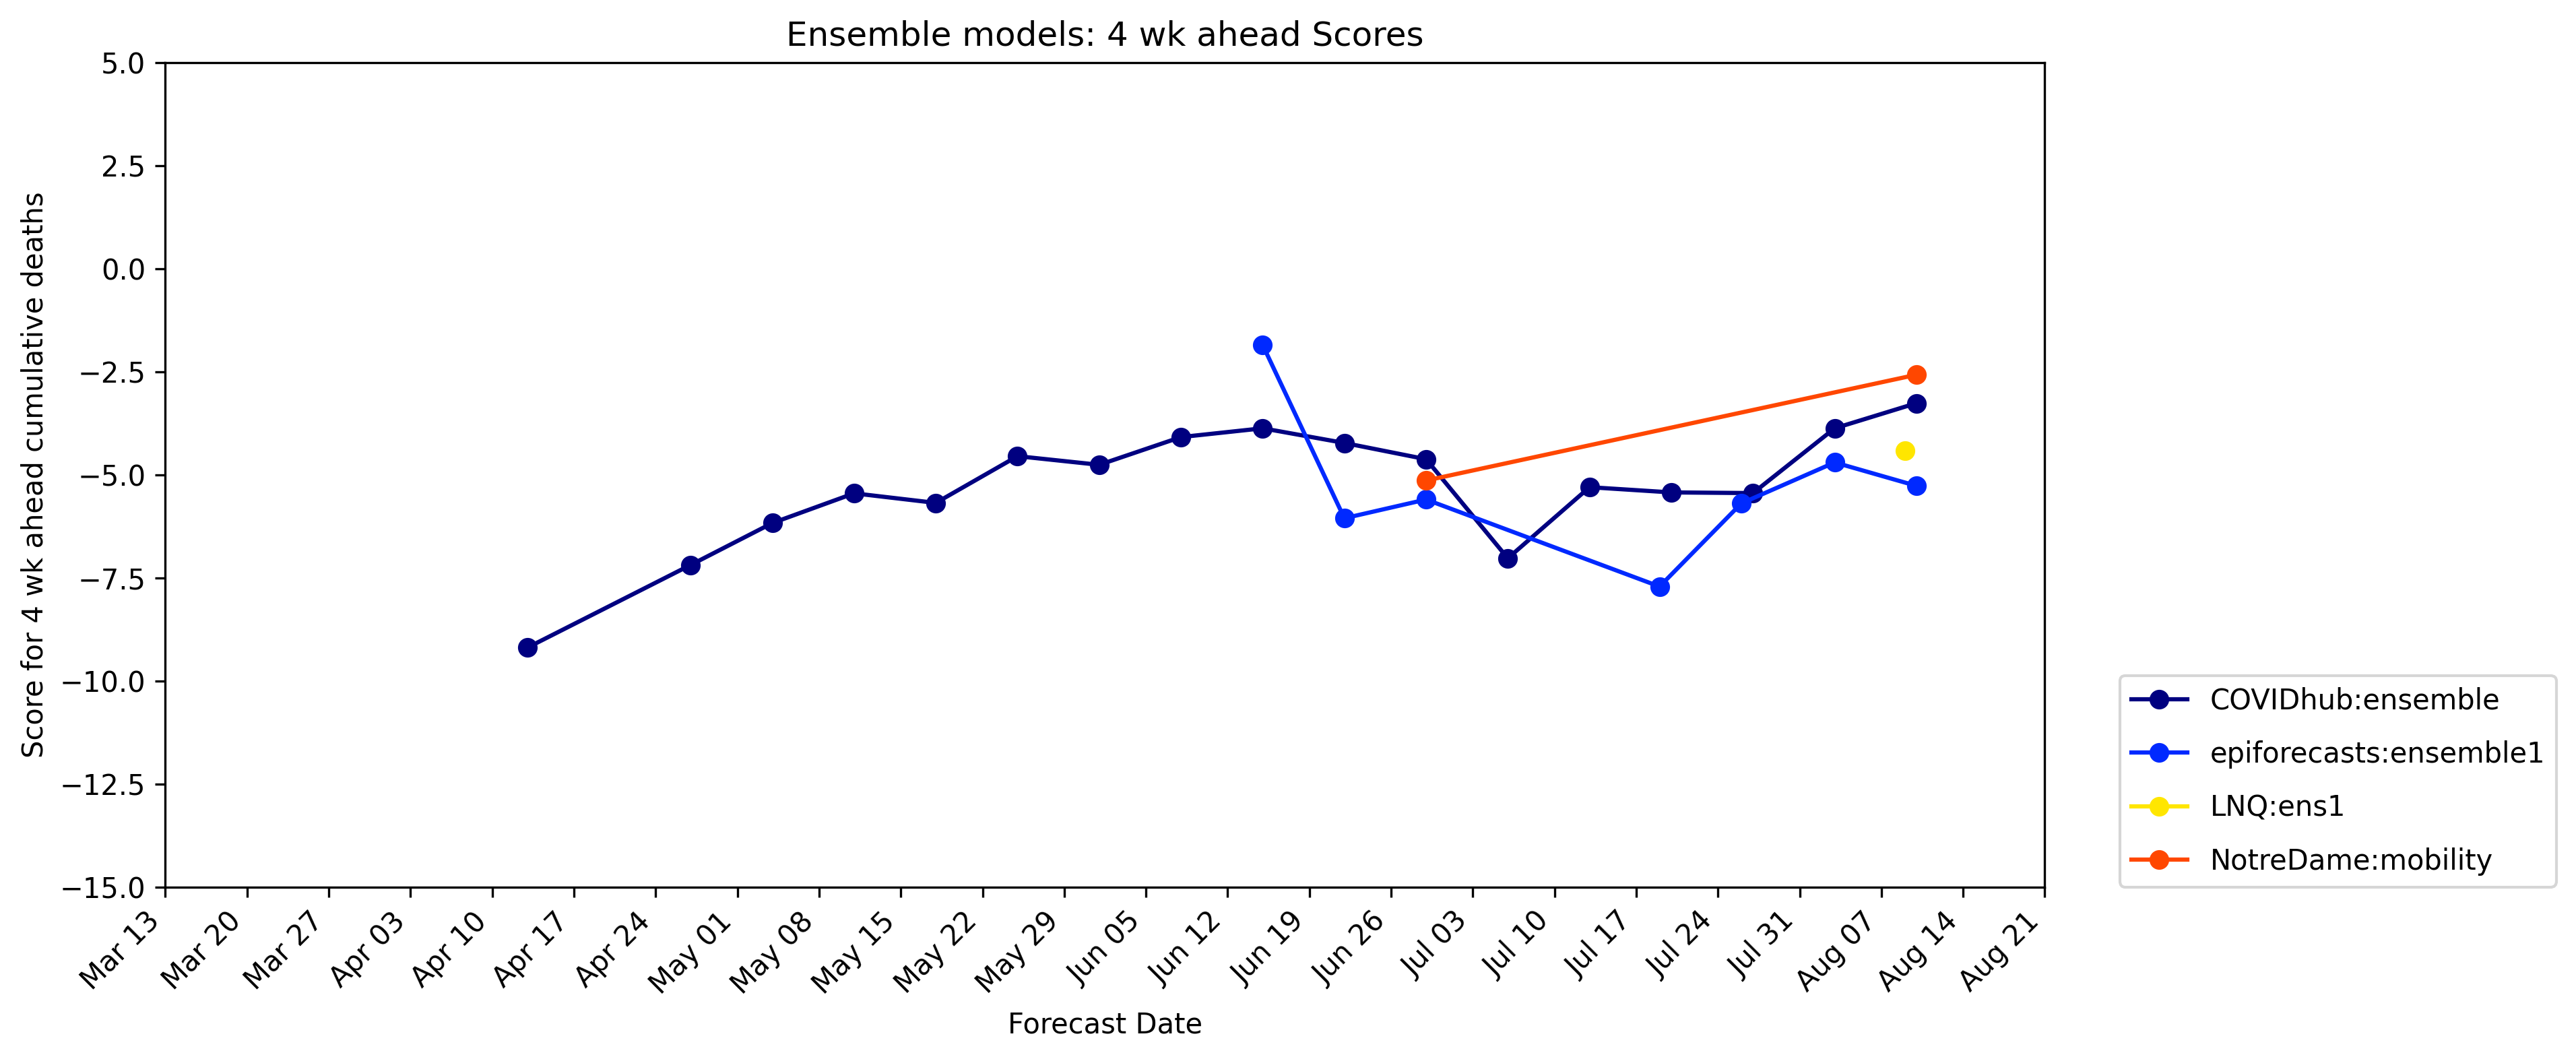 Ensemble models: 4 wk ahead Scores
Score for 4 wk ahead cumulative deaths
5.0
2.5
0.0
−2.5
−5.0
−7.5
−10.0
−12.5
−15.0
Mar 13
Mar 20
Mar 27
Apr 03
Apr 10
Apr 17
Apr 24
May 01
May 08
May 15
May 22
May 29
Jun 05
Jun 12
Jun 19
Jun 26
Jul 03
Jul 10
Jul 17
Jul 24
Jul 31
Aug 07
Aug 14
Aug 21
Forecast Date
COVIDhub:ensemble
epiforecasts:ensemble1
LNQ:ens1
NotreDame:mobility